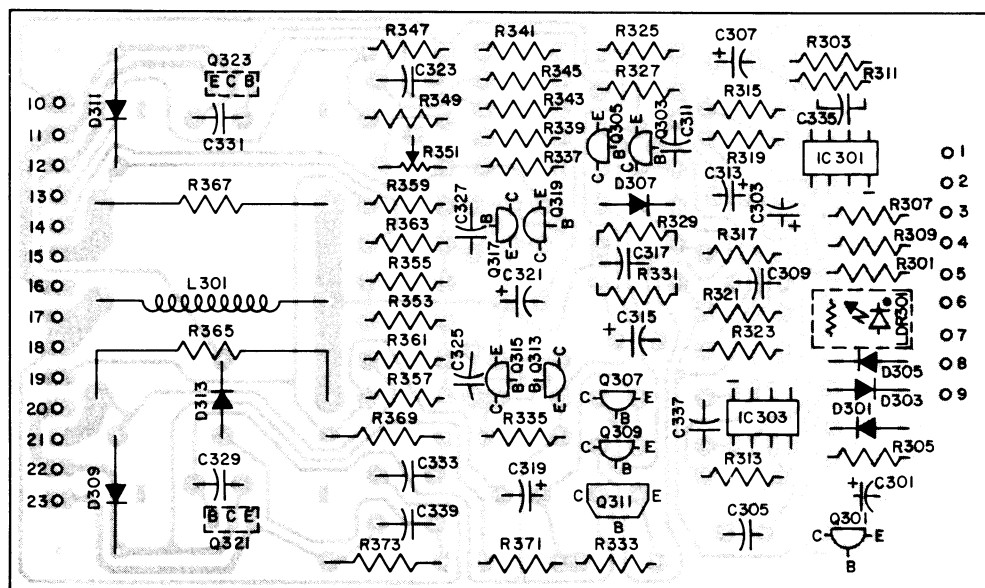 R347 R341 R325 C307 R303
Q323 C323 R345 R327 R311
E C B
D311 R349 R343 Q305 Q303 C311 R315 C335
10
11 C331 R339 B B R319 IC301 1
12 R351 R337 C E C C313 2
D307
13 R367 R359 C327 B C E Q319 B C303 R307 3
14 R363 Q317 E C R329 R317 R309 4
15 R355 C321 C317 C309 R301 5
16 L301 R331 R321 LDR301 6
17 R353 C315 R323 7
18 R365 R361 C325 E Q315 Q313 C D305 8
19 D313 R357 B B Q307 D303 9
20 C E C E B C337 IC303 D301
21 R369 R335 Q309 R305
C E B
22 C329 C333 C319 R313 C301
23 D309 B C E C339 C Q311 E C305 Q301
Q321 B C E
R373 R371 R333 B